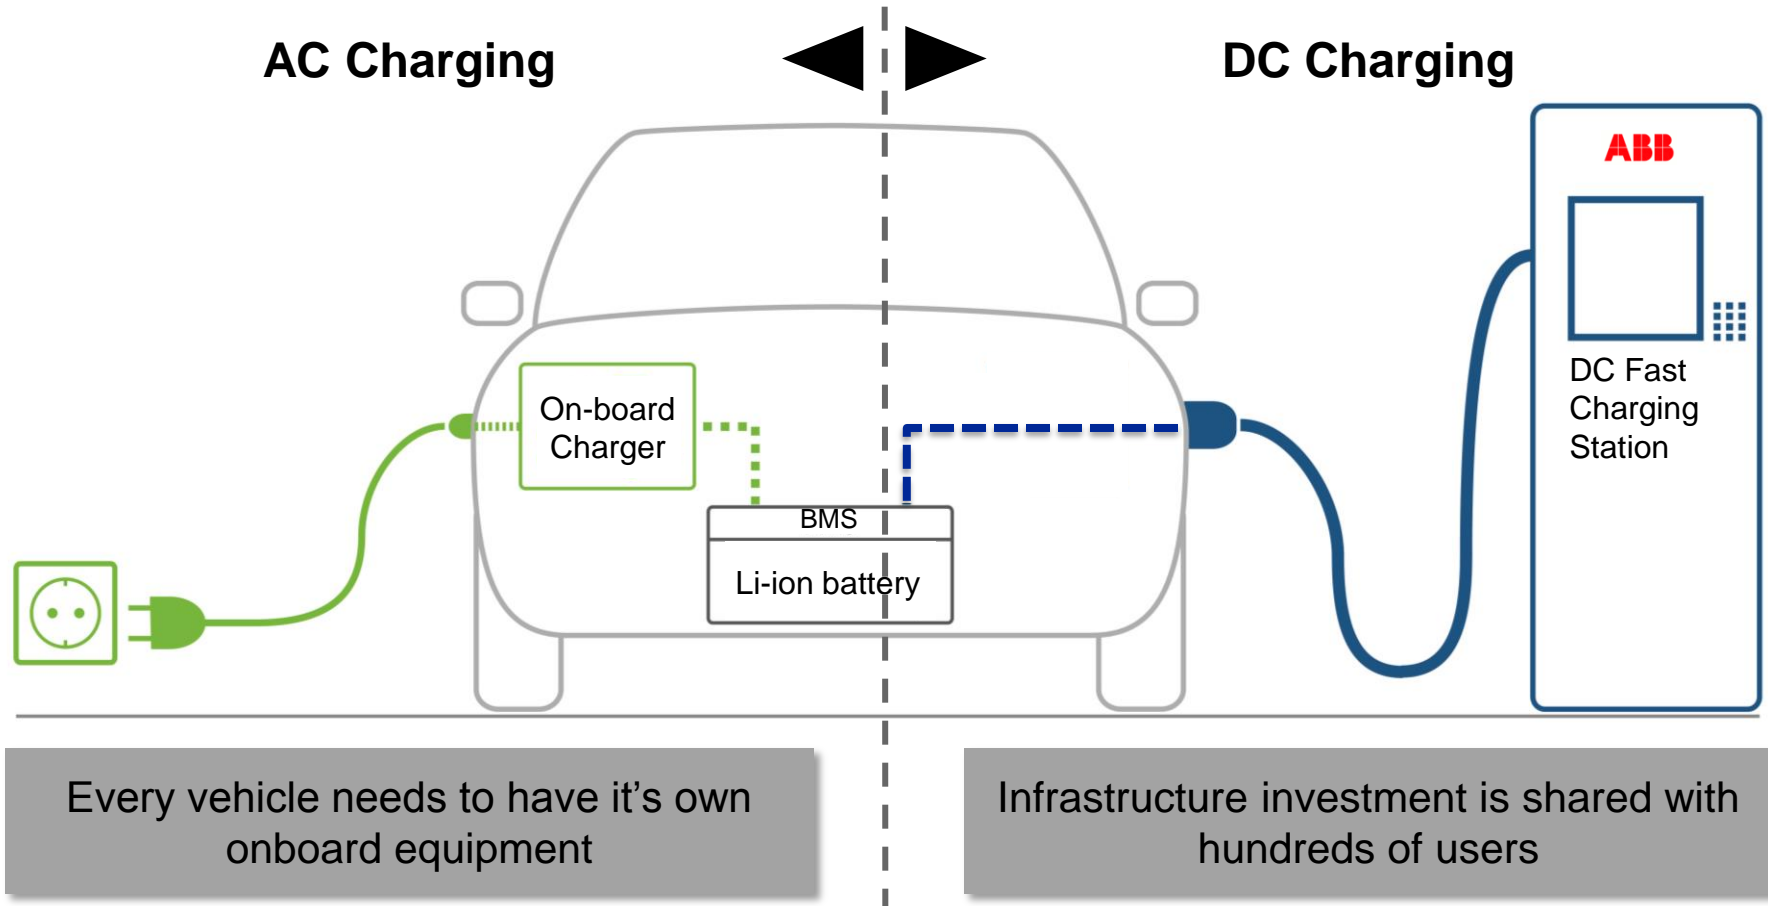 AC Charging
DC Charging
ABB
DC Fast
Charging
Station
On-board
Charger
BMS
Li-ion battery
Every vehicle needs to have it’s own
onboard equipment
Infrastructure investment is shared with
hundreds of users